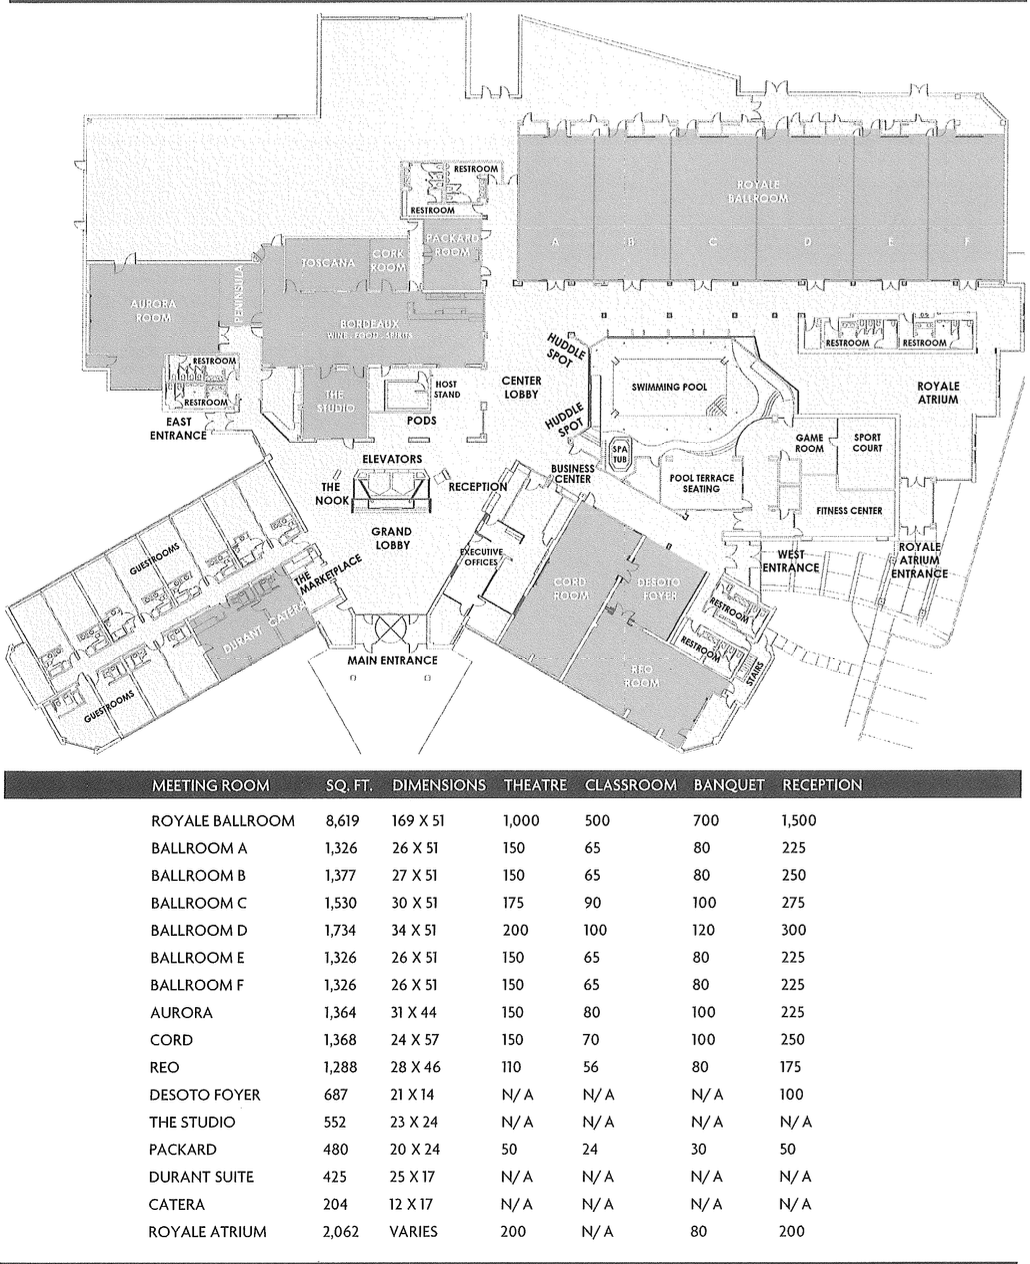 RESTROOM
RESTROOM
PACKARD
ROOM
ROYALE
BALLROOM
A B C D E F
TOSCANA
CORK
ROOM
PENINSULA
AURORA
ROOM
BORDEAUX
WINE . FOOD . SPIRITS
RESTROOM
RESTROOM
THE
STUDIO
HOST
STAND
PODS
EAST
ENTRANCE
CENTER
LOBBY
HUDDLE
SPOT
HUDDLE
SPOT
SWIMMING POOL
SPA
TUB
RESTROOM
RESTROOM
ROYALE
ATRIUM
GAME
ROOM
SPORT
COURT
POOL TERRACE
SEATING
FITNESS CENTER
BUSINESS
CENTER
ELEVATORS
THE
NOOK
RECEPTION
GRAND
LOBBY
EXECUTIVE
OFFICES
GUESTROOMS
THE
MARKETPLACE
DURANT
CATERA
GUESTROOMS
MAIN ENTRANCE
CORD
ROOM
DESOTO
FOYER
REO
ROOM
RESTROOM
RESTROOM
STAIRS
WEST
ENTRANCE
ROYALE
ATRIUM
ENTRANCE
MEETING ROOM SQ. FT. DIMENSIONS THEATRE CLASSROOM BANQUET RECEPTION
ROYALE BALLROOM 8,619 169 X 51 1,000 500 700 1,500
BALLROOM A 1,326 26 X 51 150 65 80 225
BALLROOM B 1,377 27 X 51 150 65 80 250
BALLROOM C 1,530 30 X 51 175 90 100 275
BALLROOM D 1,734 34 X 51 200 100 120 300
BALLROOM E 1,326 26 X 51 150 65 80 225
BALLROOM F 1,326 26 X 51 150 65 80 225
AURORA 1,364 31 X 44 150 80 100 225
CORD 1,368 24 X 57 150 70 100 250
REO 1,288 28 X 46 110 56 80 175
DESOTO FOYER 687 21 X 14 N/A N/A N/A 100
THE STUDIO 552 23 X 24 N/A N/A N/A N/A
PACKARD 480 20 X 24 50 24 30 50
DURANT SUITE 425 25 X 17 N/A N/A N/A N/A
CATERA 204 12 X 17 N/A N/A N/A N/A
ROYALE ATRIUM 2,062 VARIES 200 N/A 80 200